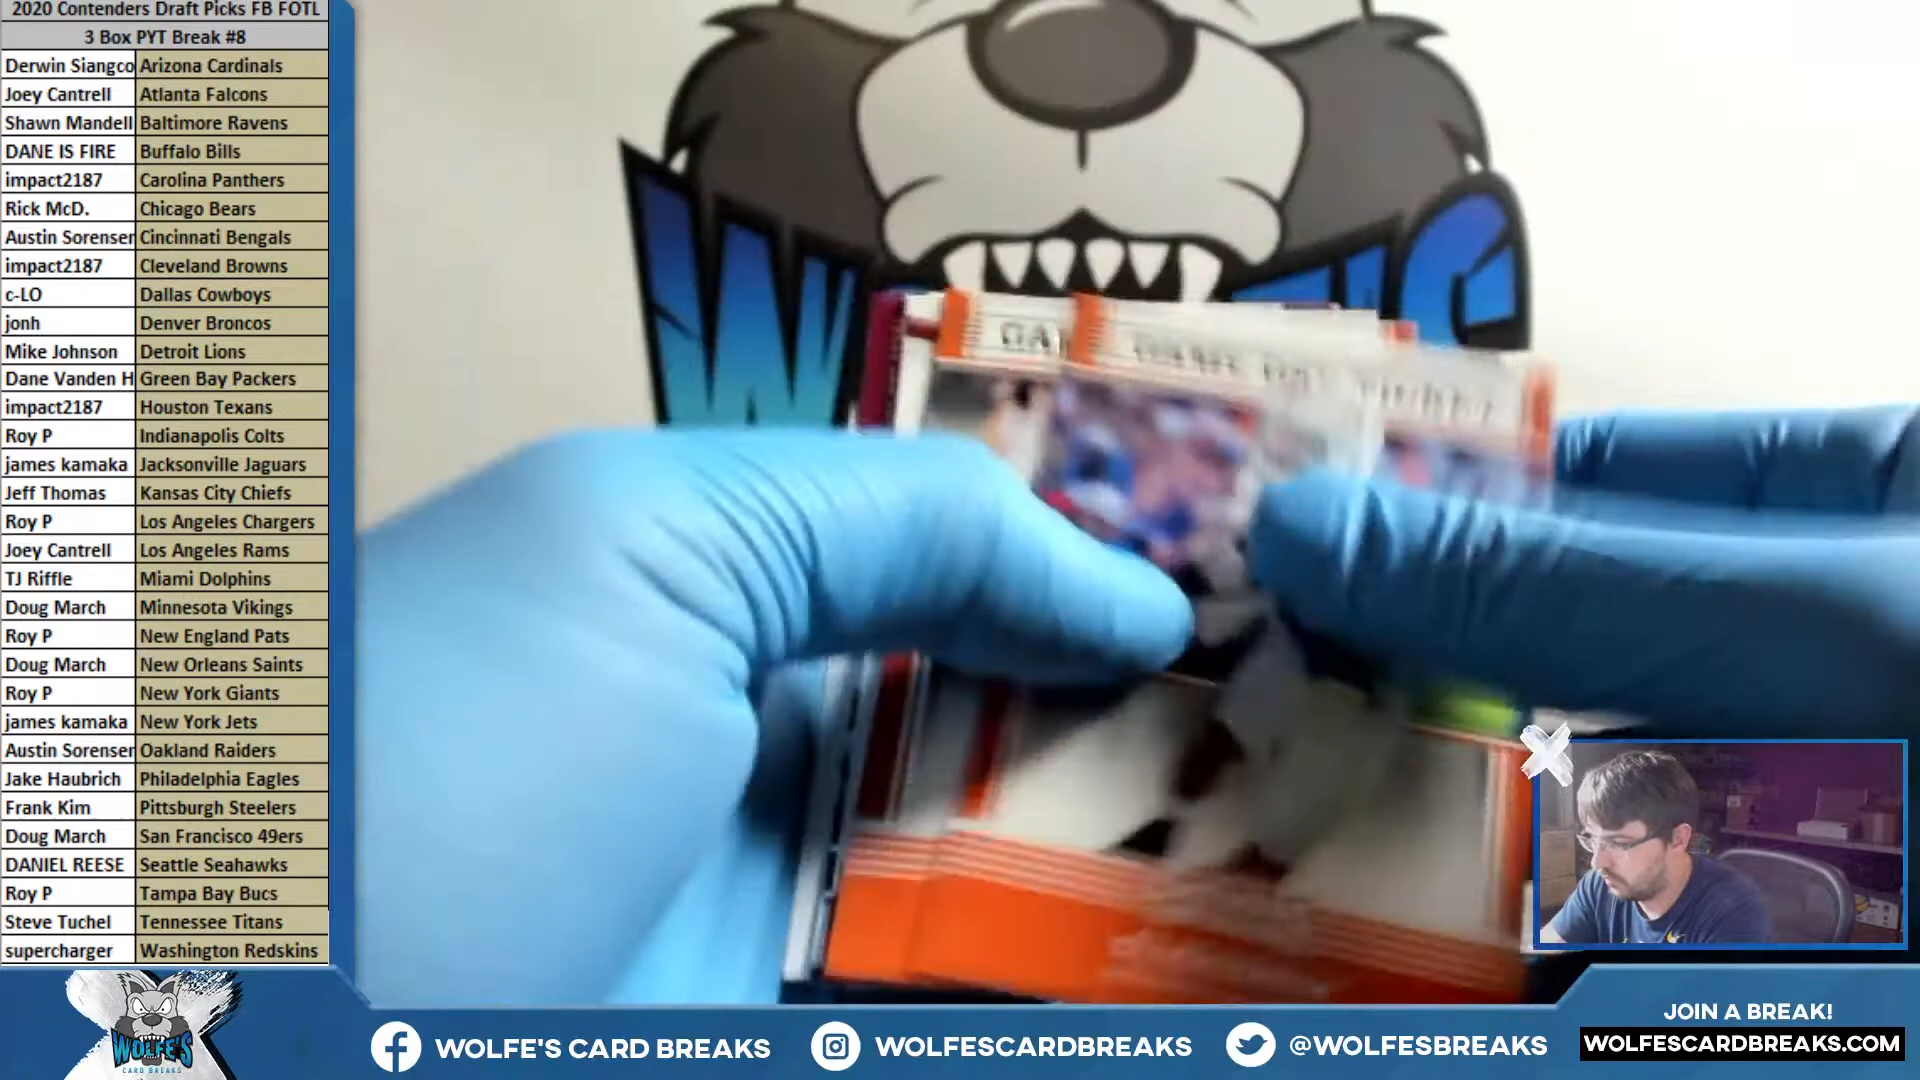 2020 Contenders Draft Picks FB FOTL
3 Box PYT Break #8
Derwin Siangco Arizona Cardinals
Joey Cantrell Atlanta Falcons
Shawn Mandell Baltimore Ravens
DANE IS FIRE Buffalo Bills
impact2187 Carolina Panthers
Rick McD. Chicago Bears
Austin Sorenser Cincinnati Bengals
impact2187 Cleveland Browns
c-LO Dallas Cowboys
jonh Denver Broncos
Mike Johnson Detroit Lions
Dane Vanden H Green Bay Packers
impact2187 Houston Texans
Roy P Indianapolis Colts
james kamaka Jacksonville Jaguars
Jeff Thomas Kansas City Chiefs
Roy P Los Angeles Chargers
Joey Cantrell Los Angeles Rams
TJ Riffle Miami Dolphins
Doug March Minnesota Vikings
Roy P New England Pats
Doug March New Orleans Saints
Roy P New York Giants
james kamaka New York Jets
Austin Sorenser Oakland Raiders
Jake Haubrich Philadelphia Eagles
Frank Kim Pittsburgh Steelers
Doug March San Francisco 49ers
DANIEL REESE Seattle Seahawks
Roy P Tampa Bay Bucs
Steve Tuchel Tennessee Titans
supercharger Washington Redskins
GAME DAY
WOLFE'S
CARD BREAKS
WOLFE'S CARD BREAKS
WOLFESCARDBREAKS
@WOLFESBREAKS
JOIN A BREAK!
WOLFESCARDBREAKS.COM